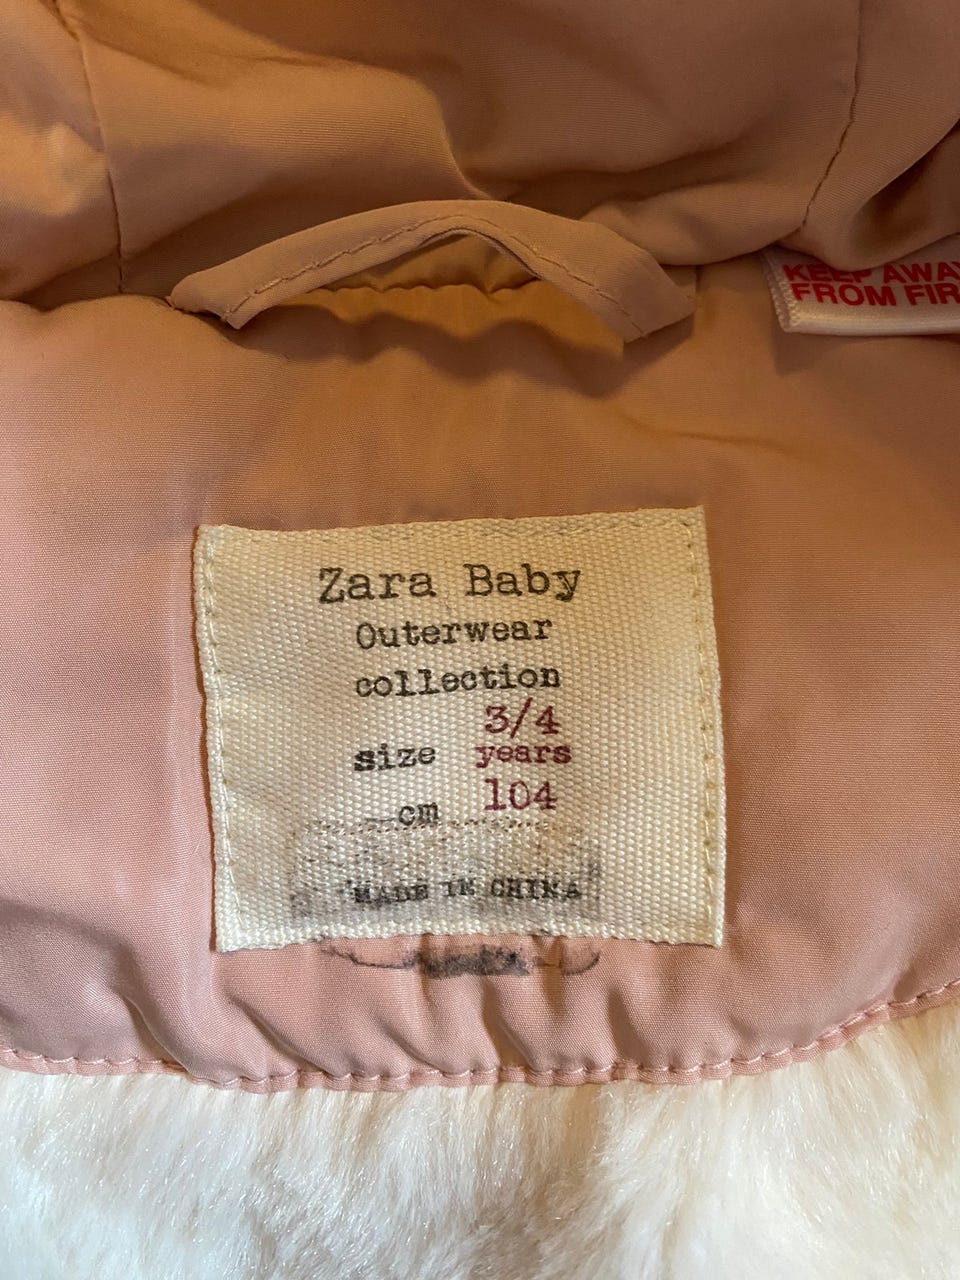 KEEP AWAY
FROM FIR
Zara Baby
Outerwear
collection
3/4
size years
cm 104
MADE IN CHINA